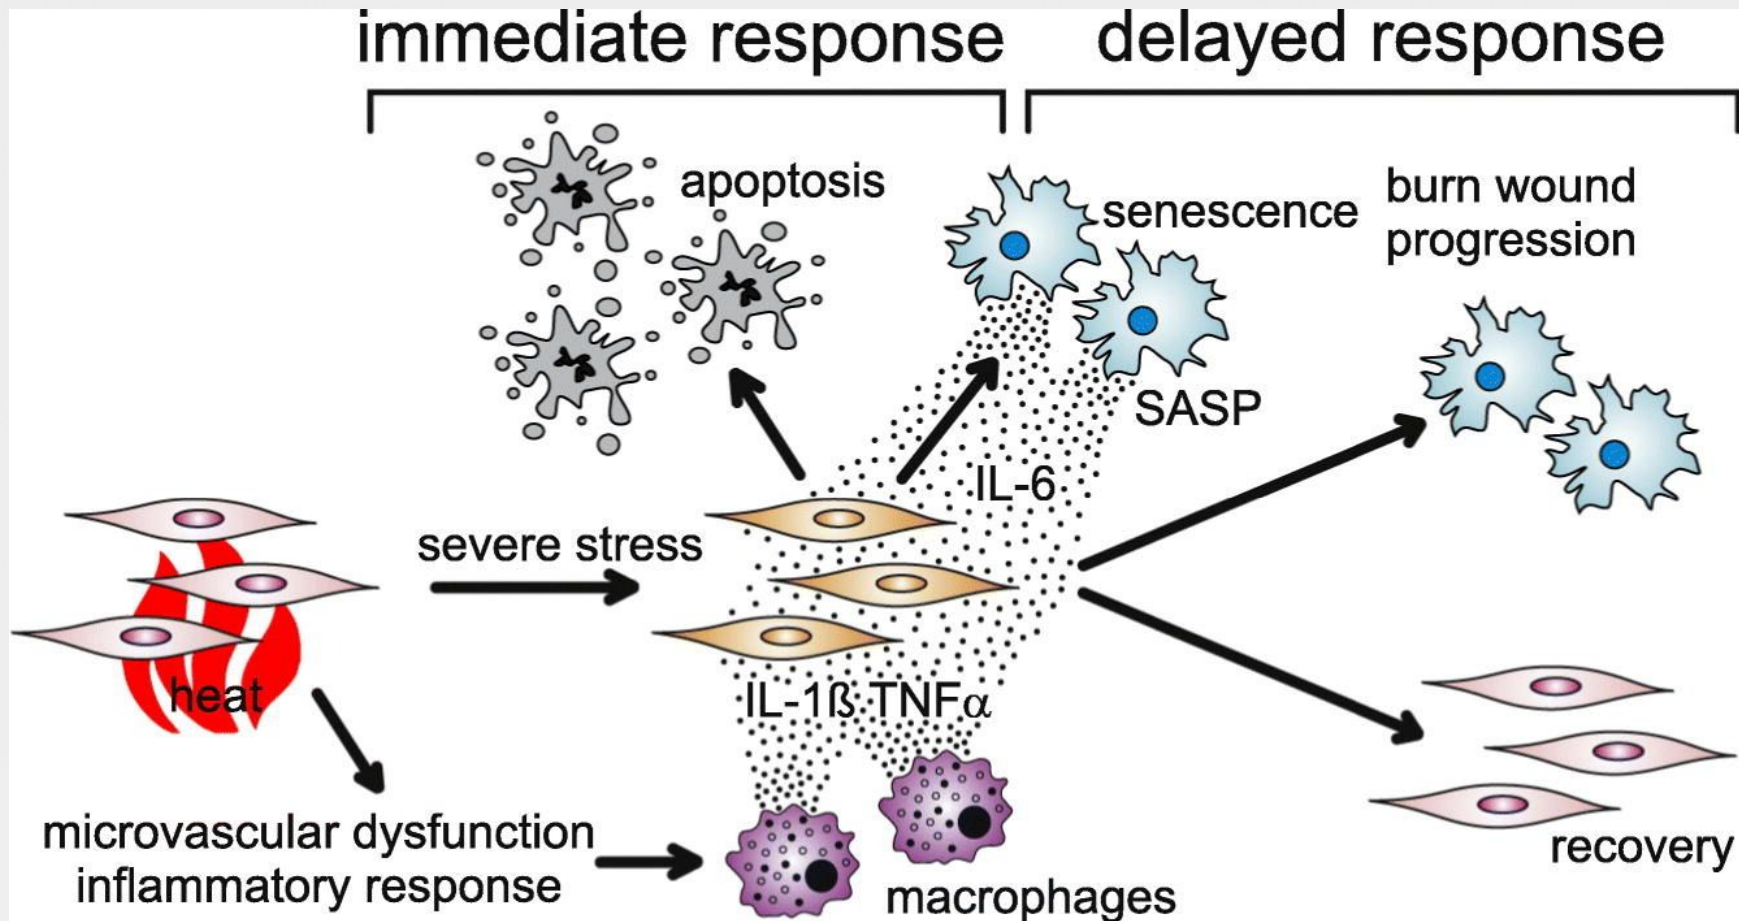 immediate response
delayed response
apoptosis
senescence
burn wound
progression
SASP
IL-6
severe stress
heat
IL-1ß TNFα
microvascular dysfunction
inflammatory response
macrophages
recovery